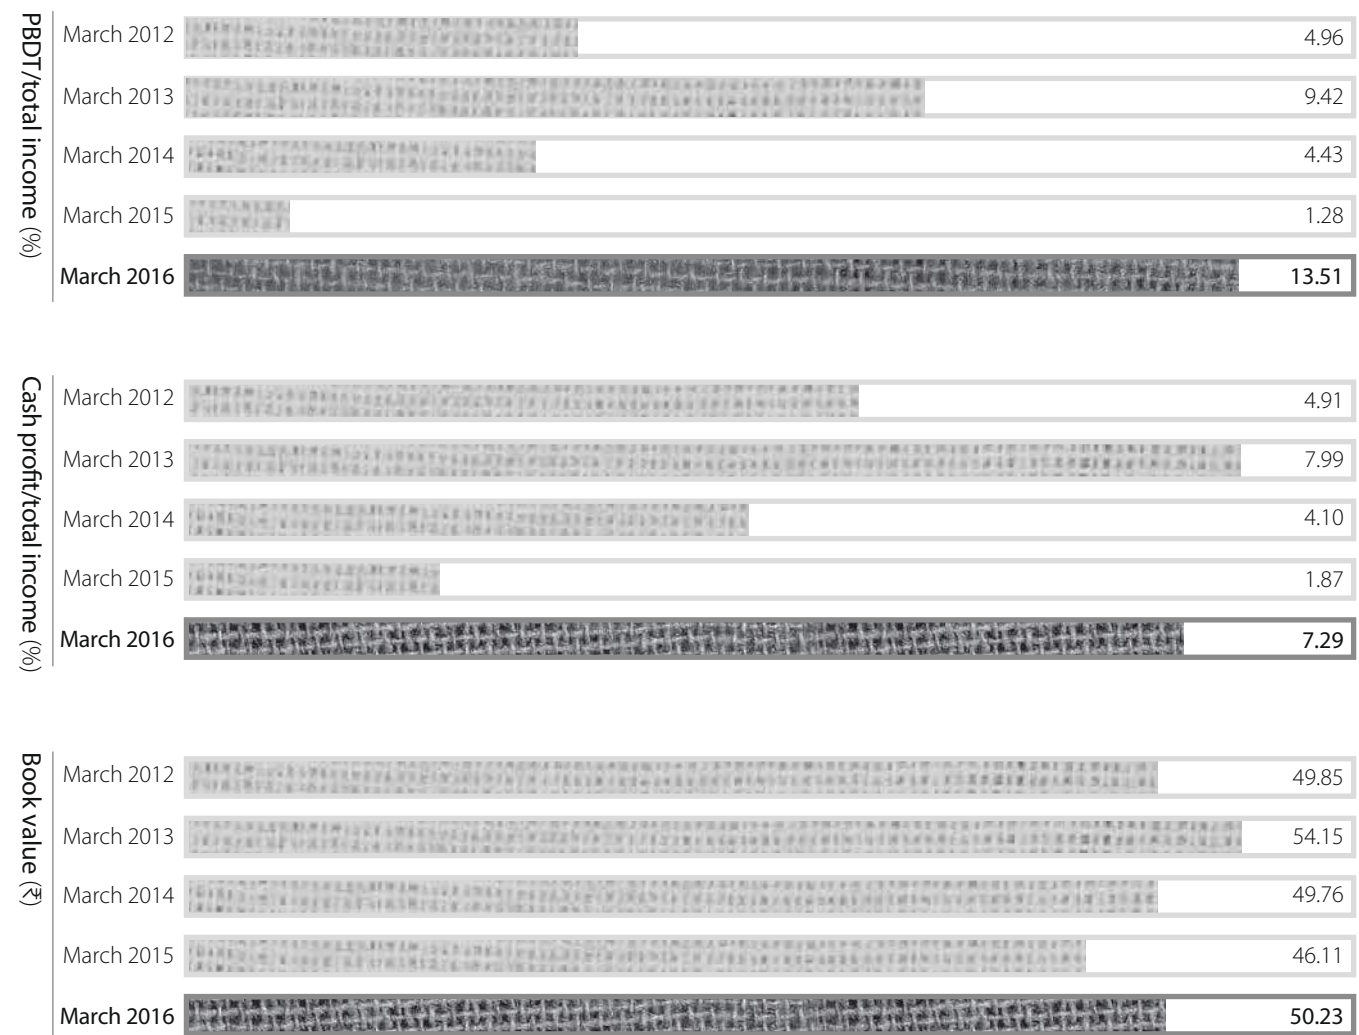 PBDT/total income (%)
March 2012 4.96
March 2013 9.42
March 2014 4.43
March 2015 1.28
March 2016 13.51
Cash profit/total income (%)
March 2012 4.91
March 2013 7.99
March 2014 4.10
March 2015 1.87
March 2016 7.29
Book value (₹)
March 2012 49.85
March 2013 54.15
March 2014 49.76
March 2015 46.11
March 2016 50.23